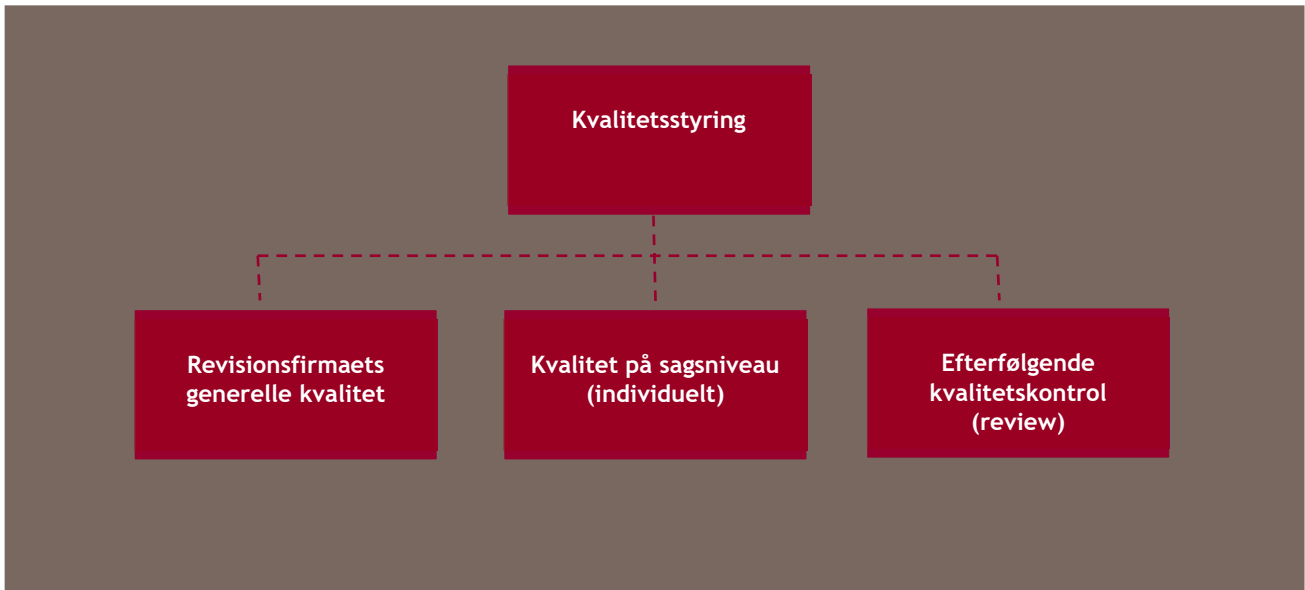 Kvalitetsstyring
Revisionsfirmaets
generelle kvalitet
Kvalitet på sagsniveau
(individuelt)
Efterfølgende
kvalitetskontrol
(review)